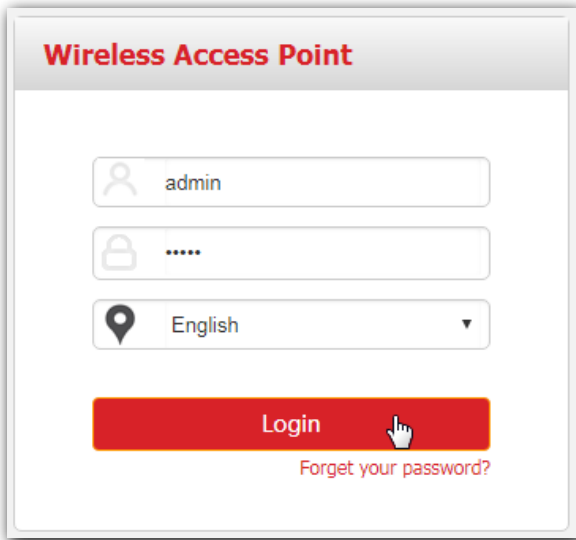 Wireless Access Point
admin
•••••
English
Login
Forget your password?